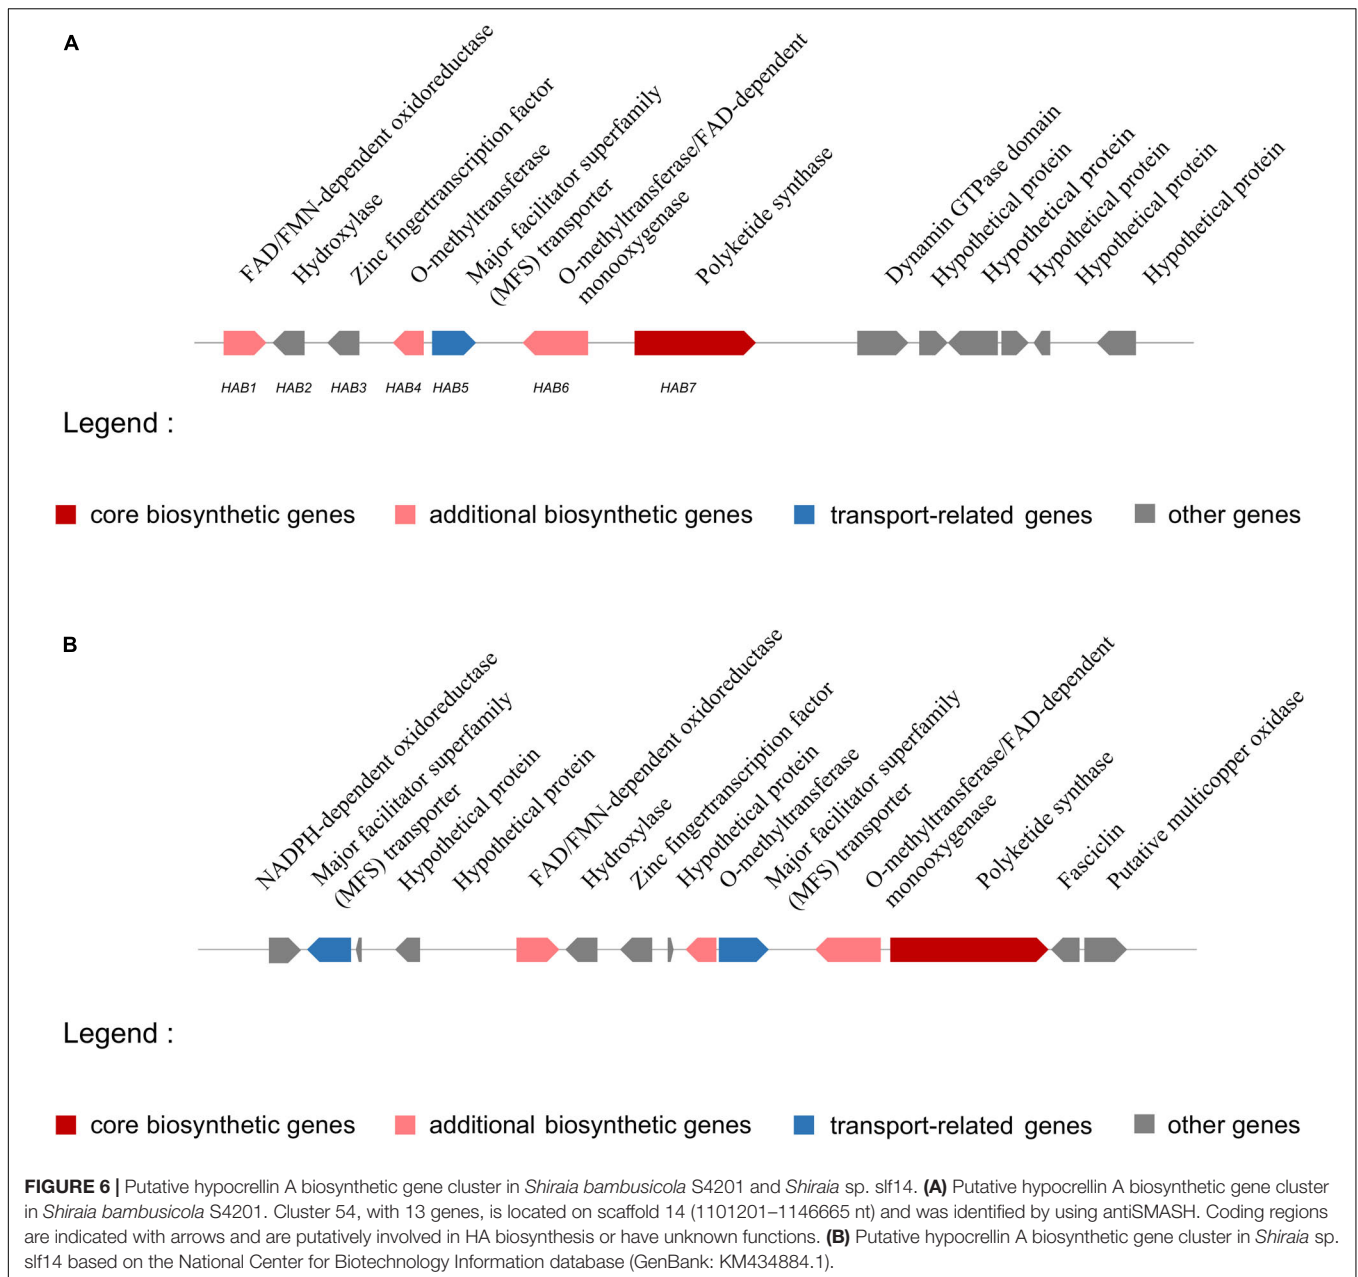 A
FAD/FMN-dependent oxidoreductase
Hydroxylase
Zinc fingertranscription factor
O-methyltransferase
Major facilitator superfamily
(MFS) transporter
O-methyltransferase/FAD-dependent
monooxygenase
Polyketide synthase
Dynamin GTPase domain
Hypothetical protein
Hypothetical protein
Hypothetical protein
Hypothetical protein
Hypothetical protein
HAB1 HAB2 HAB3 HAB4 HAB5 HAB6 HAB7
Legend :
core biosynthetic genes additional biosynthetic genes transport-related genes other genes
B
NADPH-dependent oxidoreductase
Major facilitator superfamily
(MFS) transporter
Hypothetical protein
Hypothetical protein
FAD/FMN-dependent oxidoreductase
Hydroxylase
Zinc fingertranscription factor
Hypothetical protein
O-methyltransferase
Major facilitator superfamily
(MFS) transporter
O-methyltransferase/FAD-dependent
monooxygenase
Polyketide synthase
Fasciclin
Putative multicopper oxidase
Legend :
core biosynthetic genes additional biosynthetic genes transport-related genes other genes
FIGURE 6 | Putative hypocrellin A biosynthetic gene cluster in Shiraia bambusicola S4201 and Shiraia sp. slf14. (A) Putative hypocrellin A biosynthetic gene cluster
in Shiraia bambusicola S4201. Cluster 54, with 13 genes, is located on scaffold 14 (1101201–1146665 nt) and was identified by using antiSMASH. Coding regions
are indicated with arrows and are putatively involved in HA biosynthesis or have unknown functions. (B) Putative hypocrellin A biosynthetic gene cluster in Shiraia sp.
slf14 based on the National Center for Biotechnology Information database (GenBank: KM434884.1).